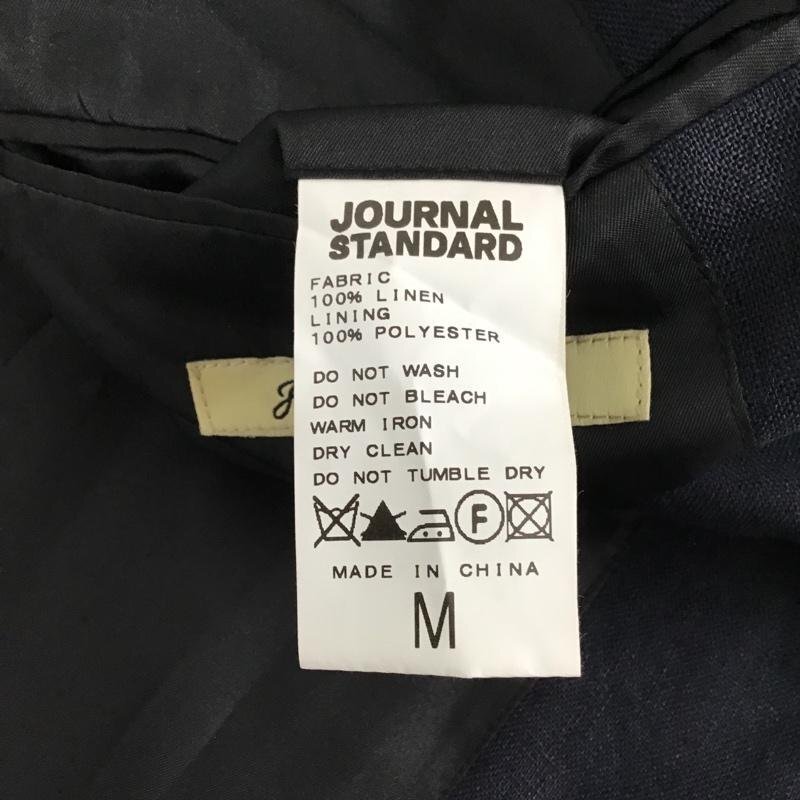 JOURNAL
STANDARD
FABRIC
100% LINEN
LINING
100% POLYESTER
DO NOT WASH
DO NOT BLEACH
WARM IRON
DRY CLEAN
DO NOT TUMBLE DRY
F
MADE IN CHINA
M